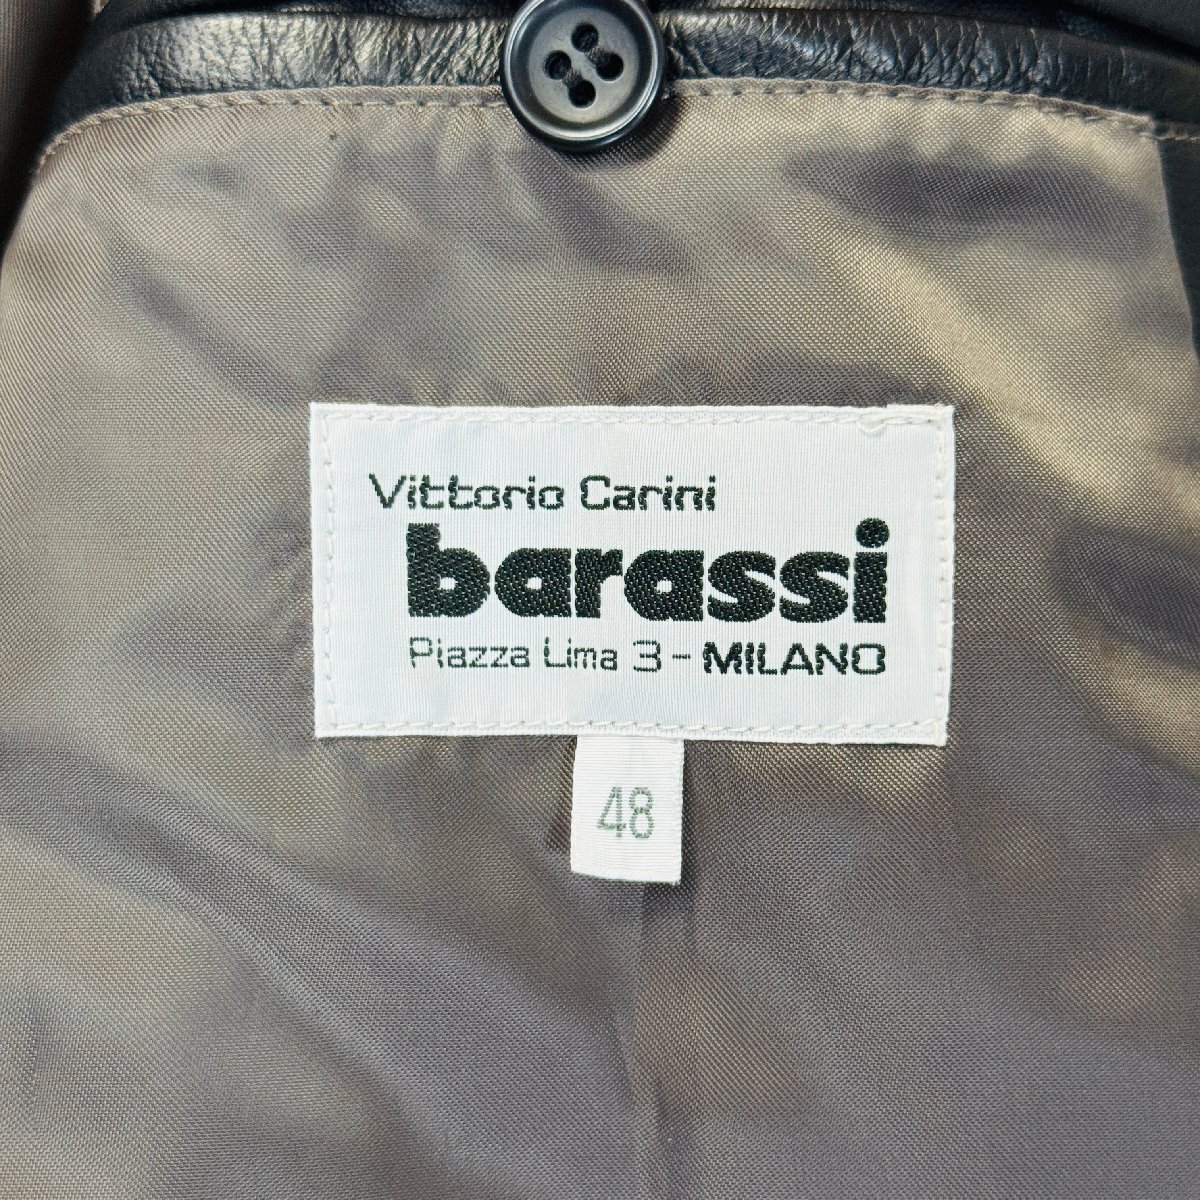 Vittorio Carini
barassi
Piazza Lima 3 - MILANO
48